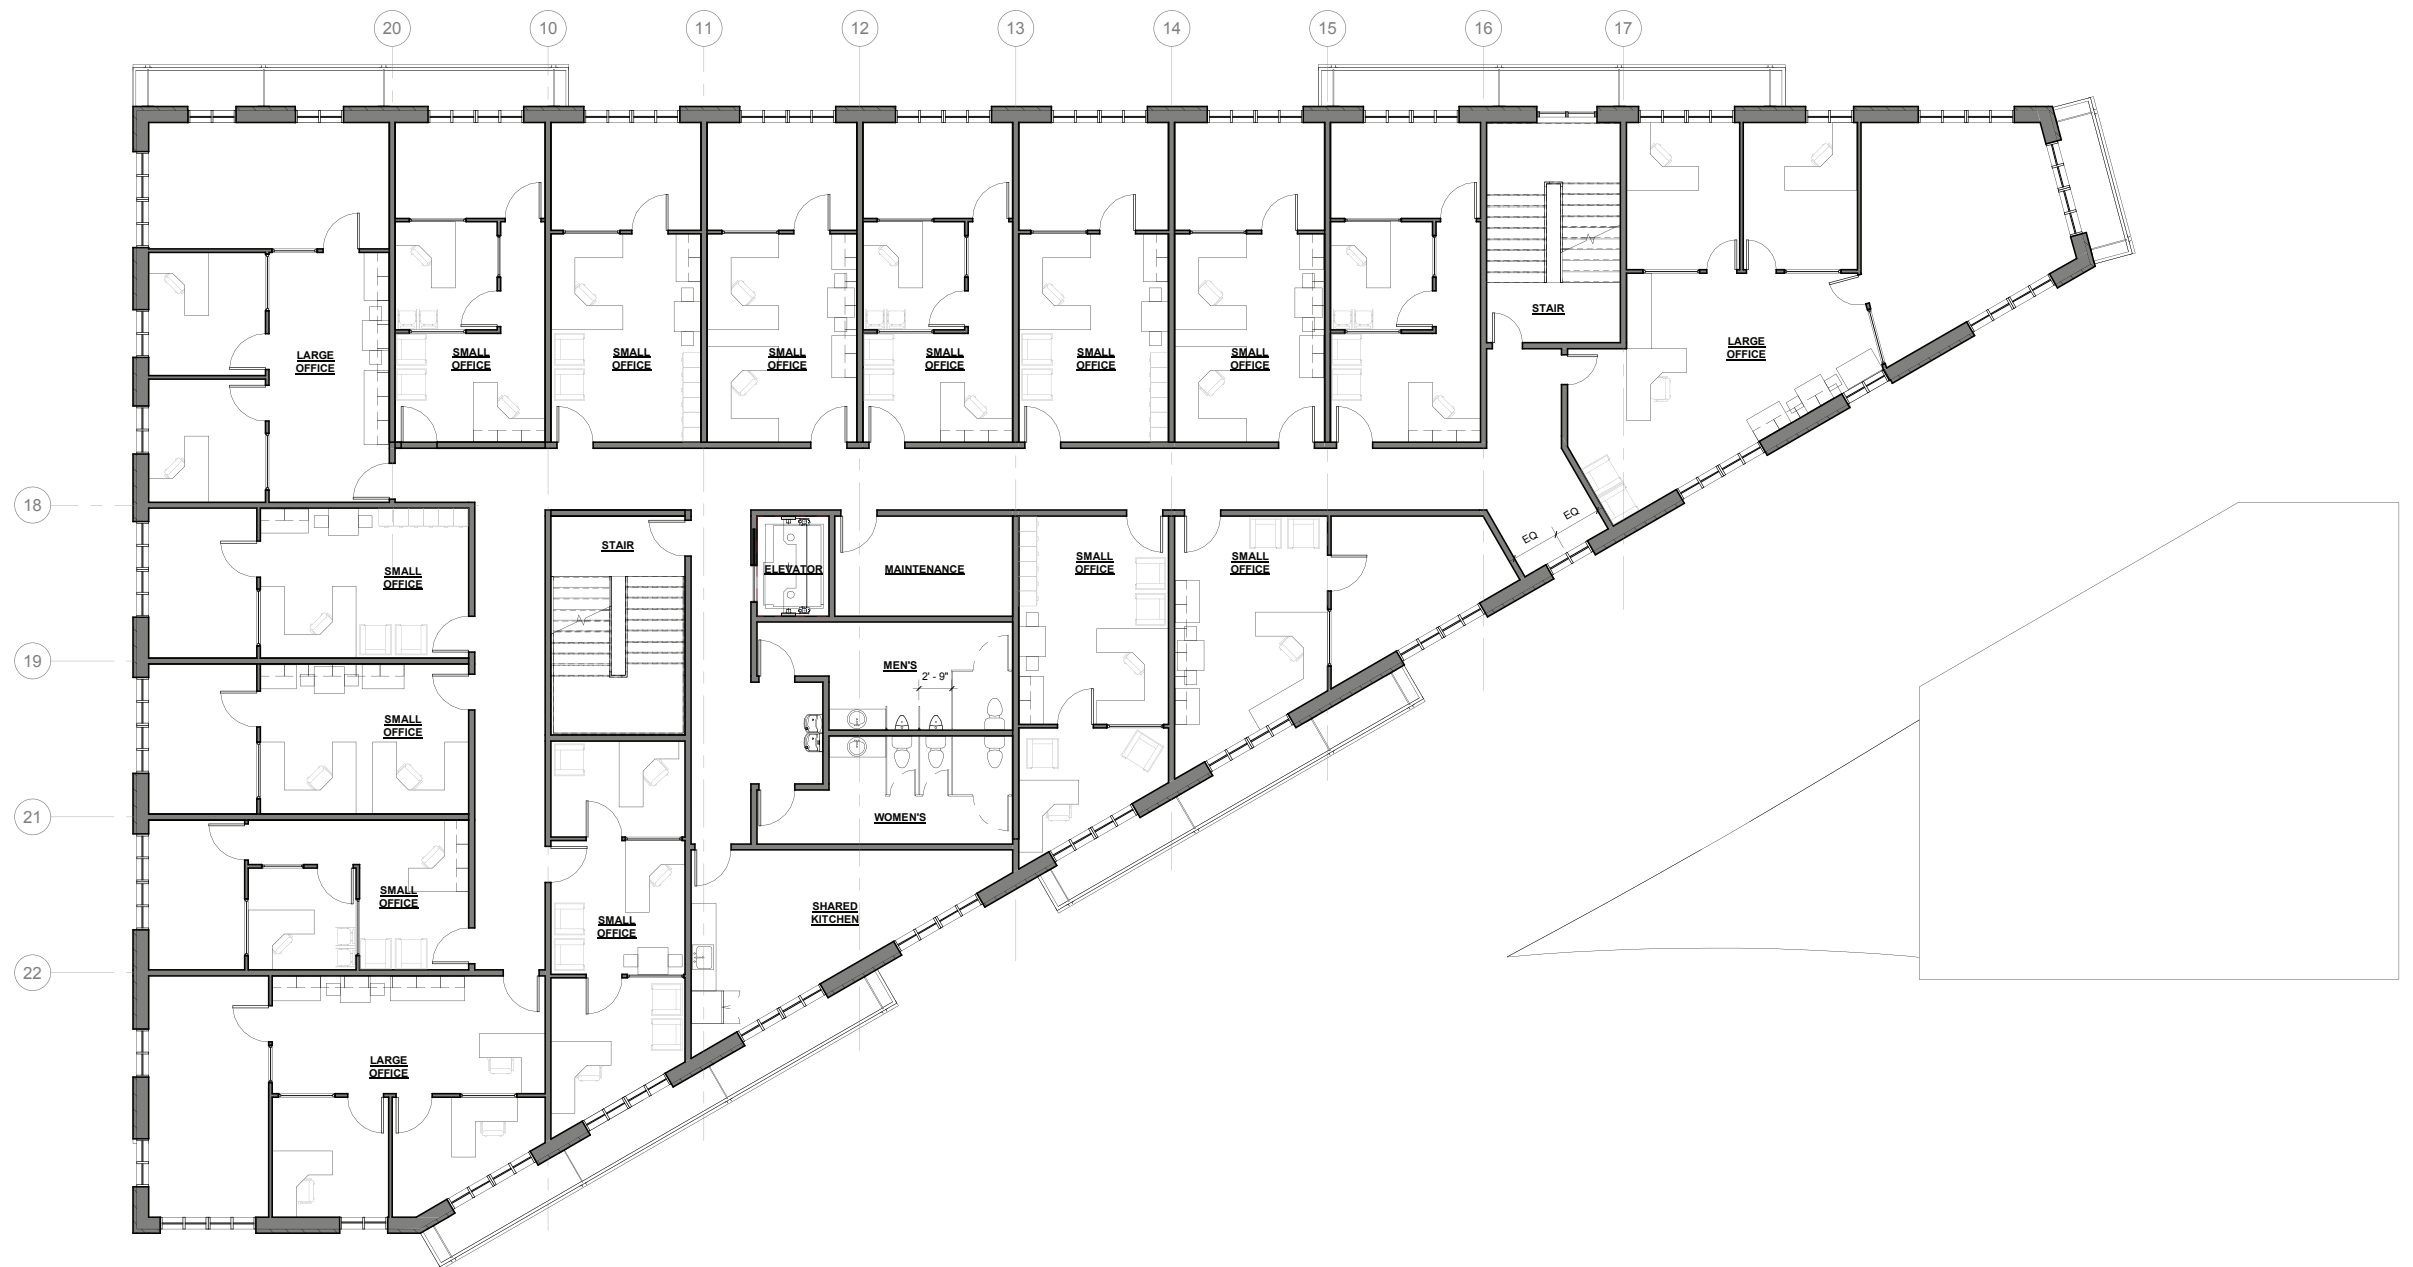 20
10
11
12
13
14
15
16
17
STAIR
LARGE
OFFICE
LARGE
OFFICE
SMALL
OFFICE
SMALL
OFFICE
SMALL
OFFICE
SMALL
OFFICE
SMALL
OFFICE
SMALL
OFFICE
18
EQ
EQ
STAIR
ELEVATOR
MAINTENANCE
SMALL
OFFICE
SMALL
OFFICE
SMALL
OFFICE
19
MEN'S
2' - 9"
SMALL
OFFICE
21
WOMEN'S
SMALL
OFFICE
SHARED
KITCHEN
SMALL
OFFICE
22
LARGE
OFFICE